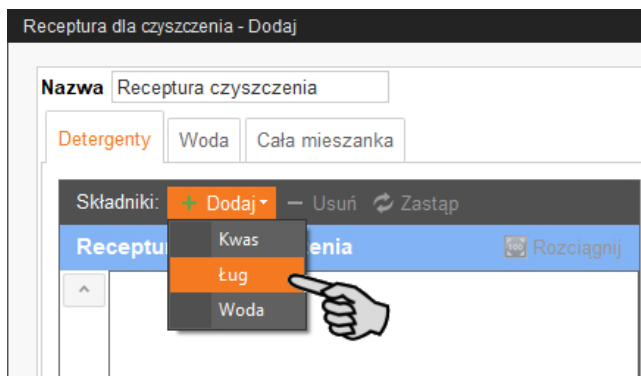 Receptura dla czyszczenia - Dodaj
Nazwa Receptura czyszczenia
Detergenty Woda Cała mieszanka
Składniki: + Dodaj − Usuń Zastąp
Receptu enia 100 Rozciągnij
Kwas
Ług
Woda